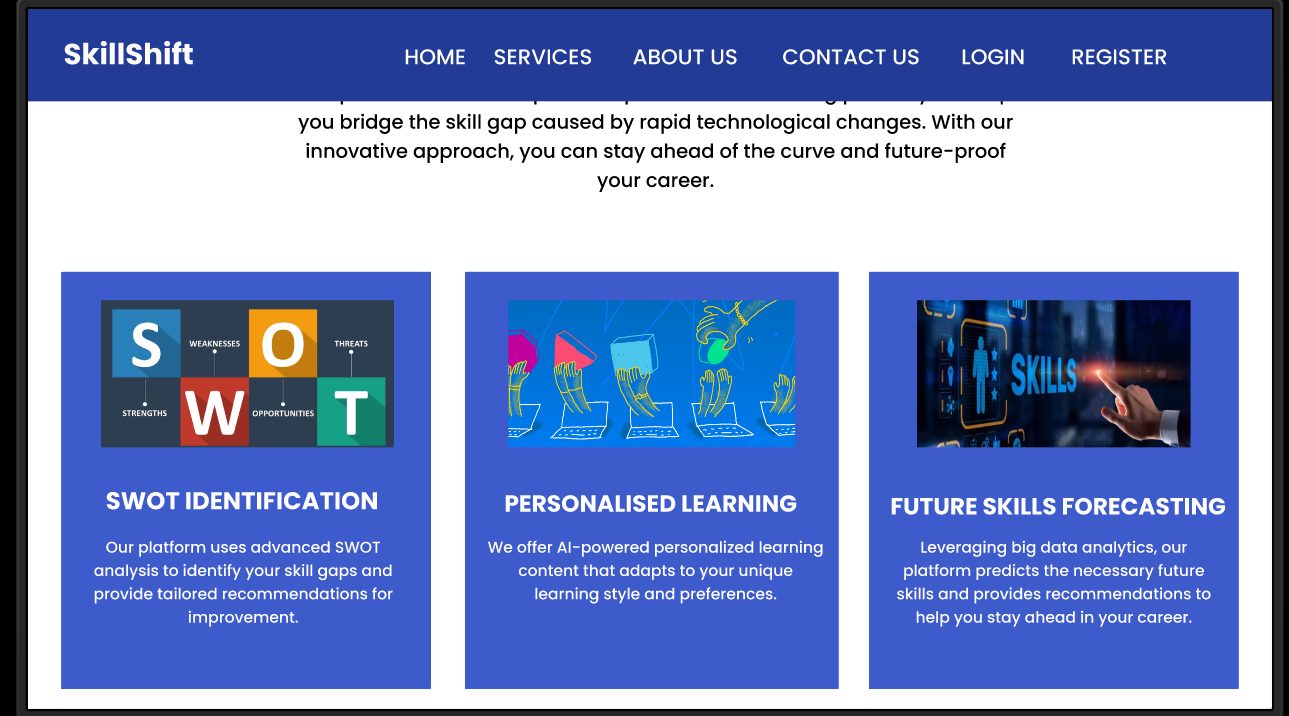 SkillShift
HOME SERVICES ABOUT US CONTACT US LOGIN REGISTER
you bridge the skill gap caused by rapid technological changes. With our
innovative approach, you can stay ahead of the curve and future-proof
your career.
S
WEAKNESSES
O
THREATS
STRENGTHS
W
OPPORTUNITIES
T
SKILLS
SWOT IDENTIFICATION
Our platform uses advanced SWOT
analysis to identify your skill gaps and
provide tailored recommendations for
improvement.
PERSONALISED LEARNING
We offer AI-powered personalized learning
content that adapts to your unique
learning style and preferences.
FUTURE SKILLS FORECASTING
Leveraging big data analytics, our
platform predicts the necessary future
skills and provides recommendations to
help you stay ahead in your career.